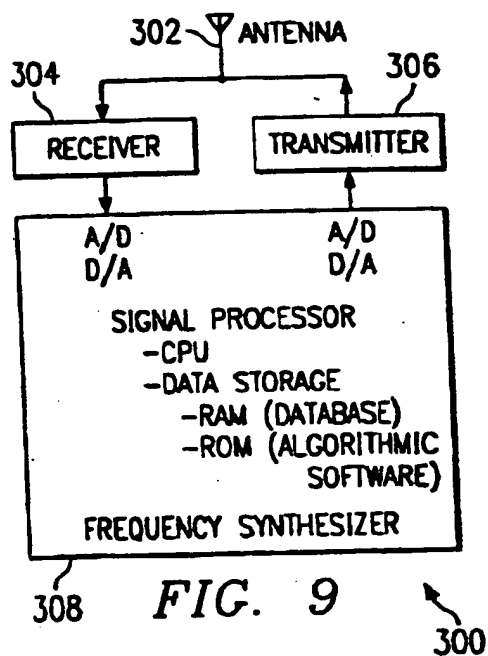 302
ANTENNA
304
306
RECEIVER
TRANSMITTER
A/D
D/A
A/D
D/A
SIGNAL PROCESSOR
-CPU
-DATA STORAGE
-RAM (DATABASE)
-ROM (ALGORITHMIC
SOFTWARE)
FREQUENCY SYNTHESIZER
308
FIG. 9
300